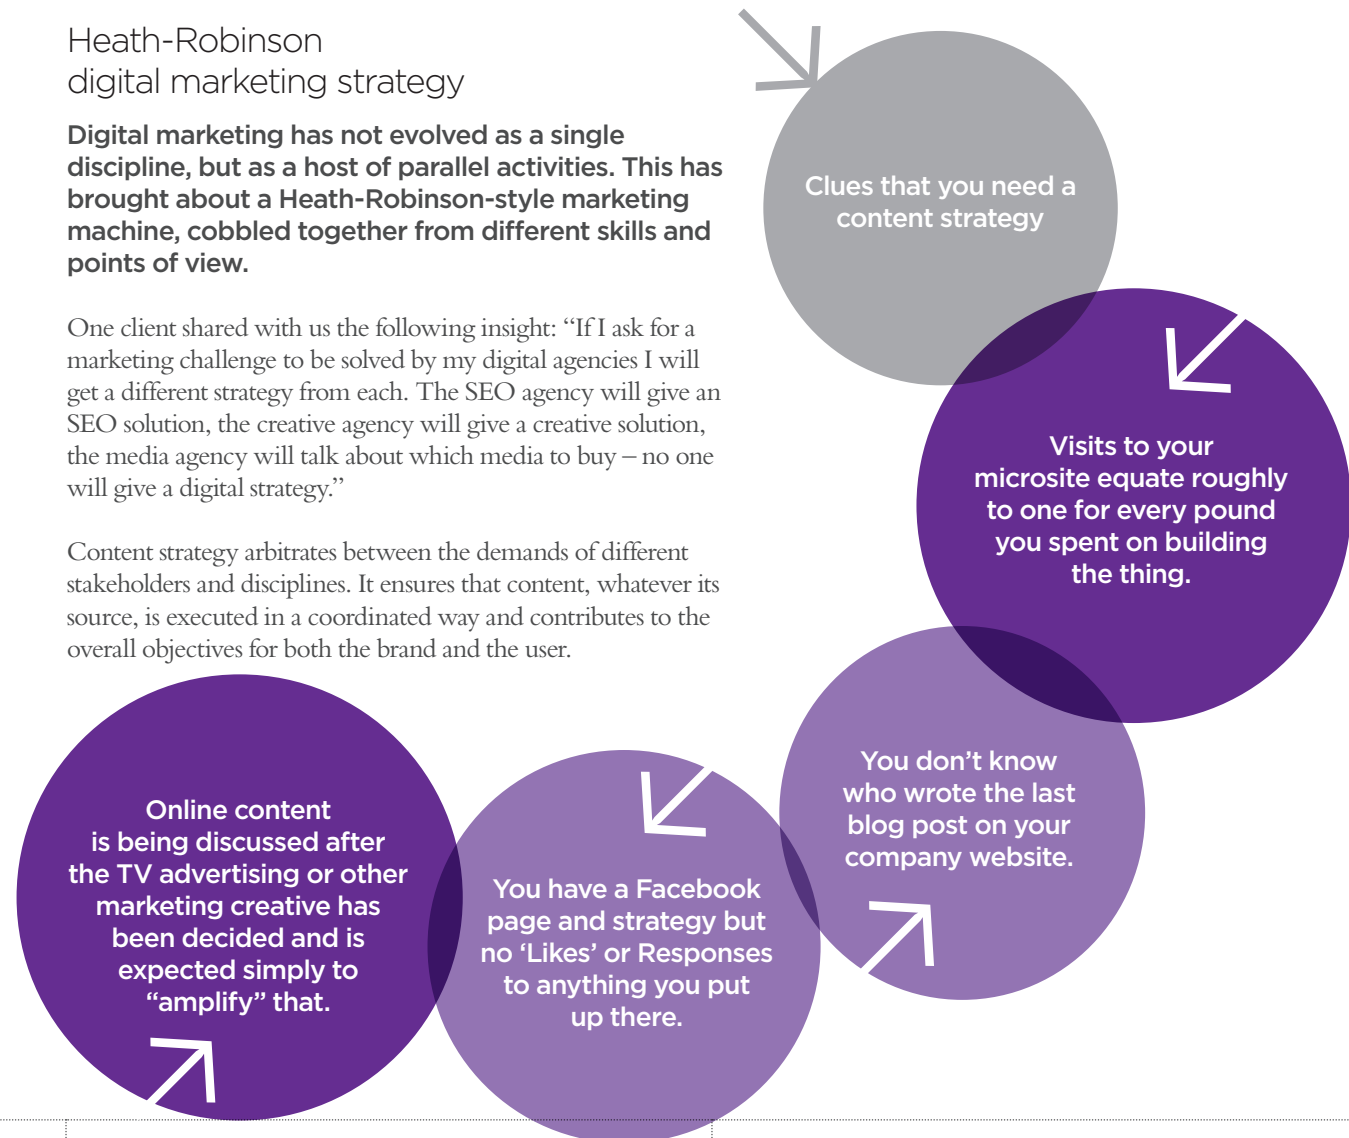 Heath-Robinson
digital marketing strategy
Digital marketing has not evolved as a single
discipline, but as a host of parallel activities. This has
brought about a Heath-Robinson-style marketing
machine, cobbled together from different skills and
points of view.
One client shared with us the following insight: “If I ask for a
marketing challenge to be solved by my digital agencies I will
get a different strategy from each. The SEO agency will give an
SEO solution, the creative agency will give a creative solution,
the media agency will talk about which media to buy – no one
will give a digital strategy.”
Content strategy arbitrates between the demands of different
stakeholders and disciplines. It ensures that content, whatever its
source, is executed in a coordinated way and contributes to the
overall objectives for both the brand and the user.
Clues that you need a
content strategy
Visits to your
microsite equate roughly
to one for every pound
you spent on building
the thing.
You don’t know
who wrote the last
blog post on your
company website.
You have a Facebook
page and strategy but
no ‘Likes’ or Responses
to anything you put
up there.
Online content
is being discussed after
the TV advertising or other
marketing creative has
been decided and is
expected simply to
“amplify” that.